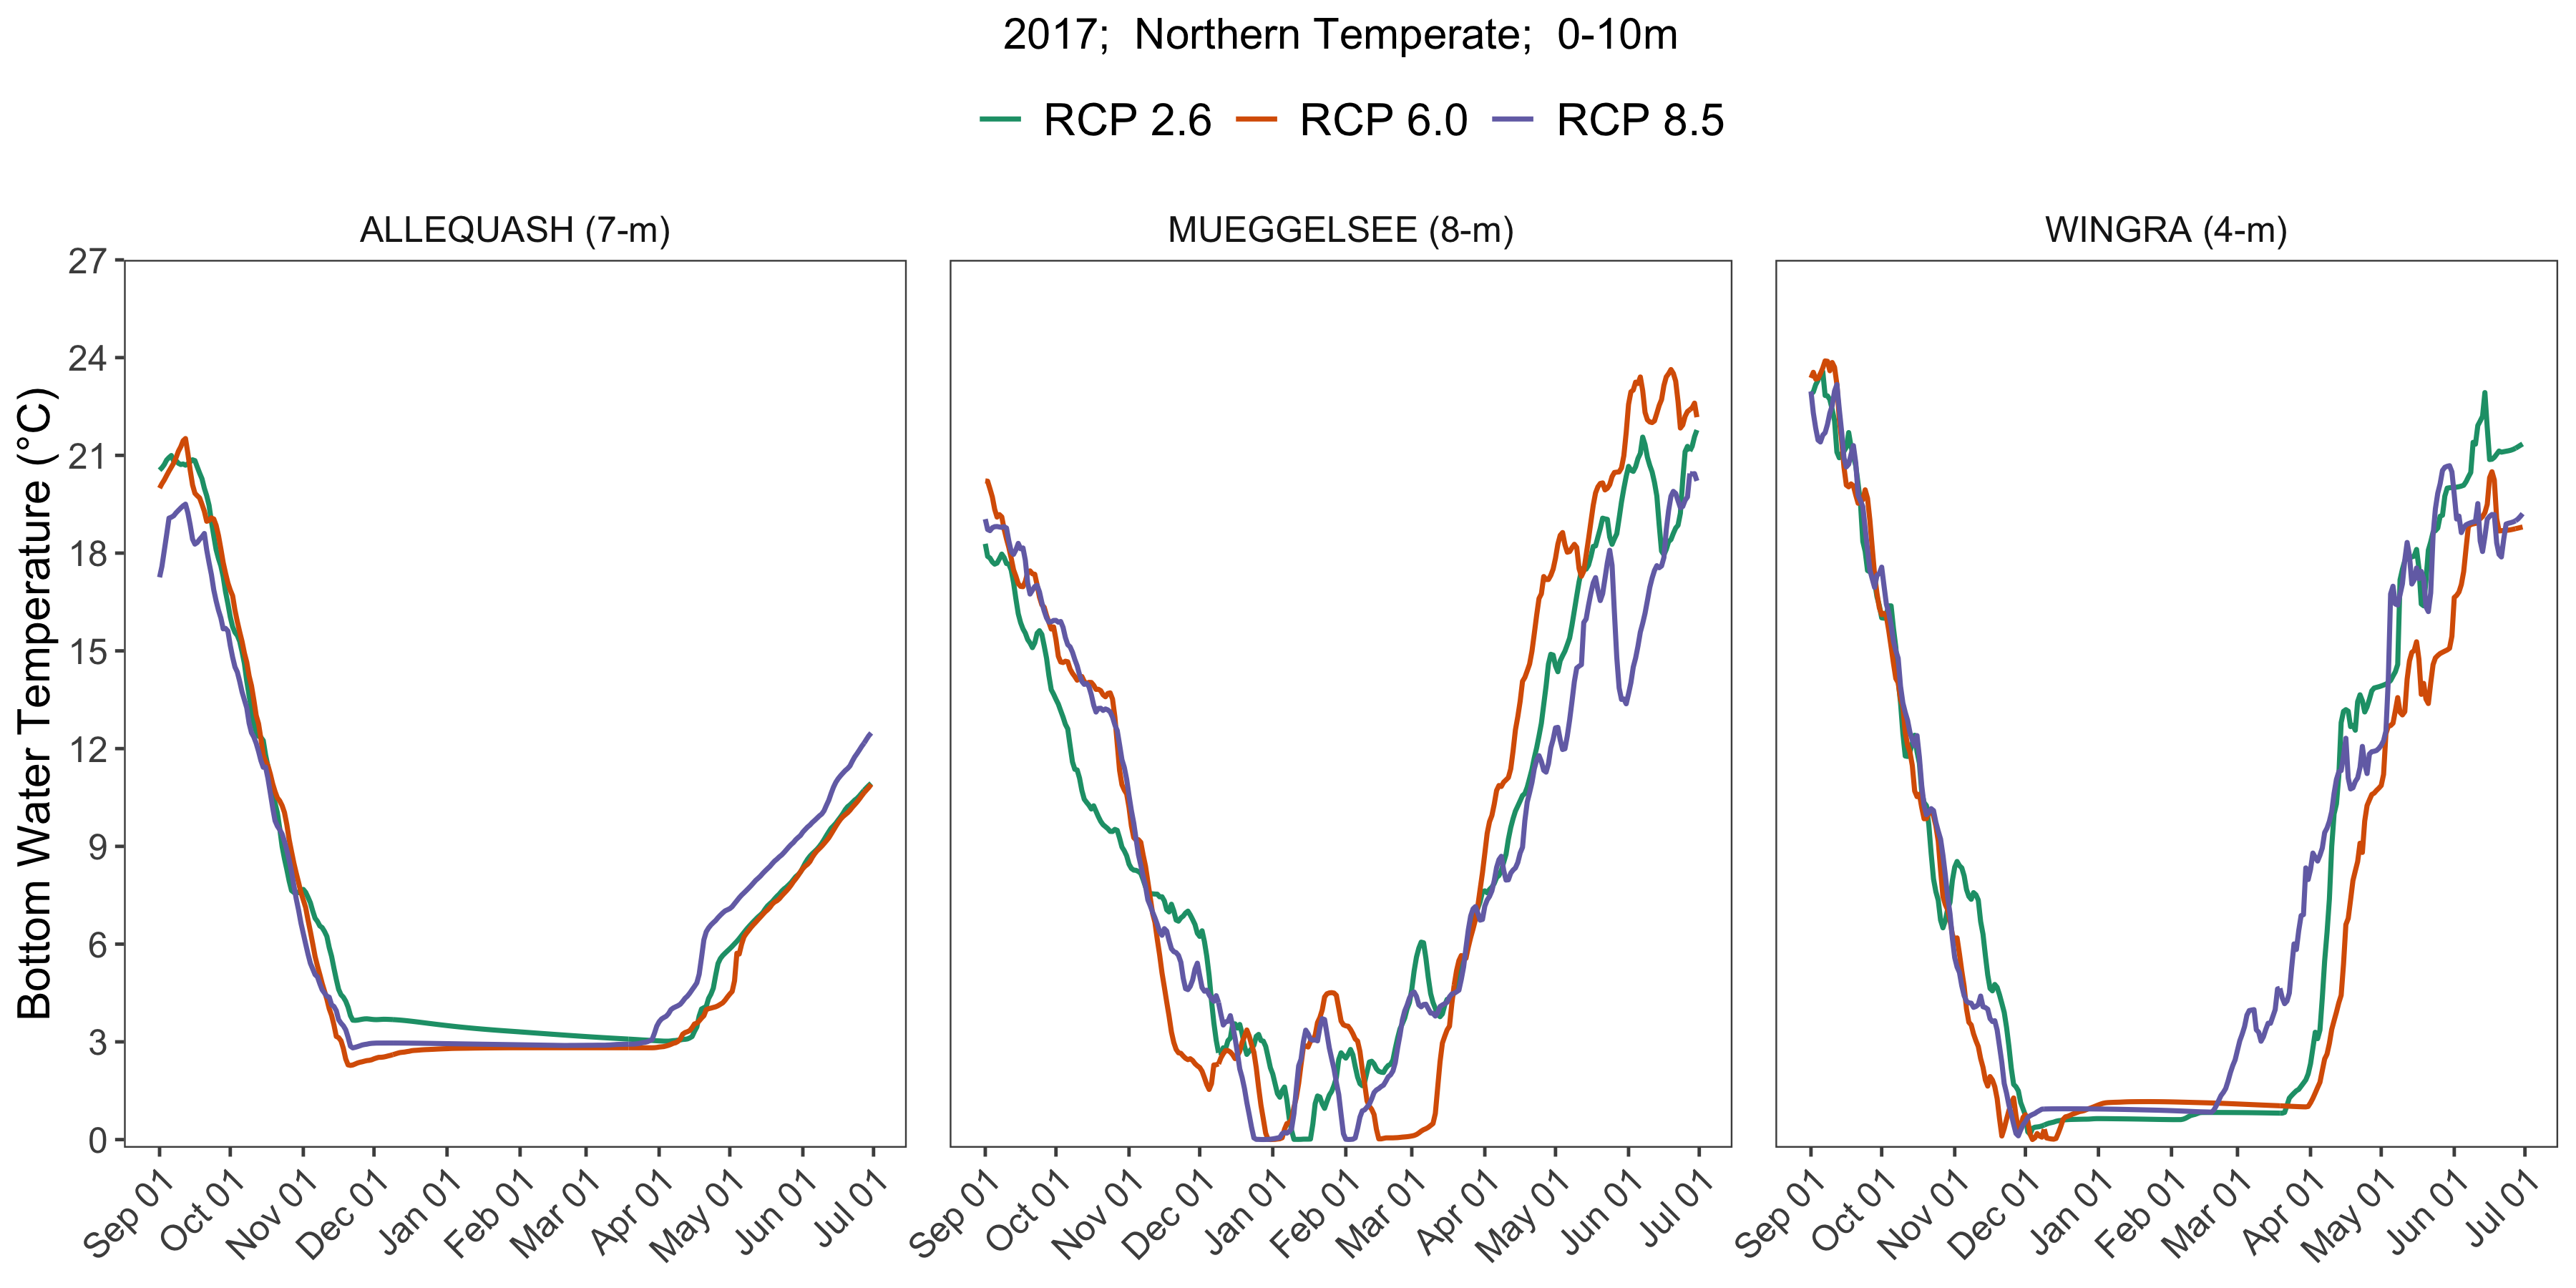 2017;  Northern Temperate;  0-10m
RCP 2.6 RCP 6.0 RCP 8.5
ALLEQUASH (7-m) MUEGGELSEE (8-m) WINGRA (4-m)
Bottom Water Temperature (°C)
27
24
21
18
15
12
9
6
3
0
Sep 01 Oct 01 Nov 01 Dec 01 Jan 01 Feb 01 Mar 01 Apr 01 May 01 Jun 01 Jul 01 Sep 01 Oct 01 Nov 01 Dec 01 Jan 01 Feb 01 Mar 01 Apr 01 May 01 Jun 01 Jul 01 Sep 01 Oct 01 Nov 01 Dec 01 Jan 01 Feb 01 Mar 01 Apr 01 May 01 Jun 01 Jul 01